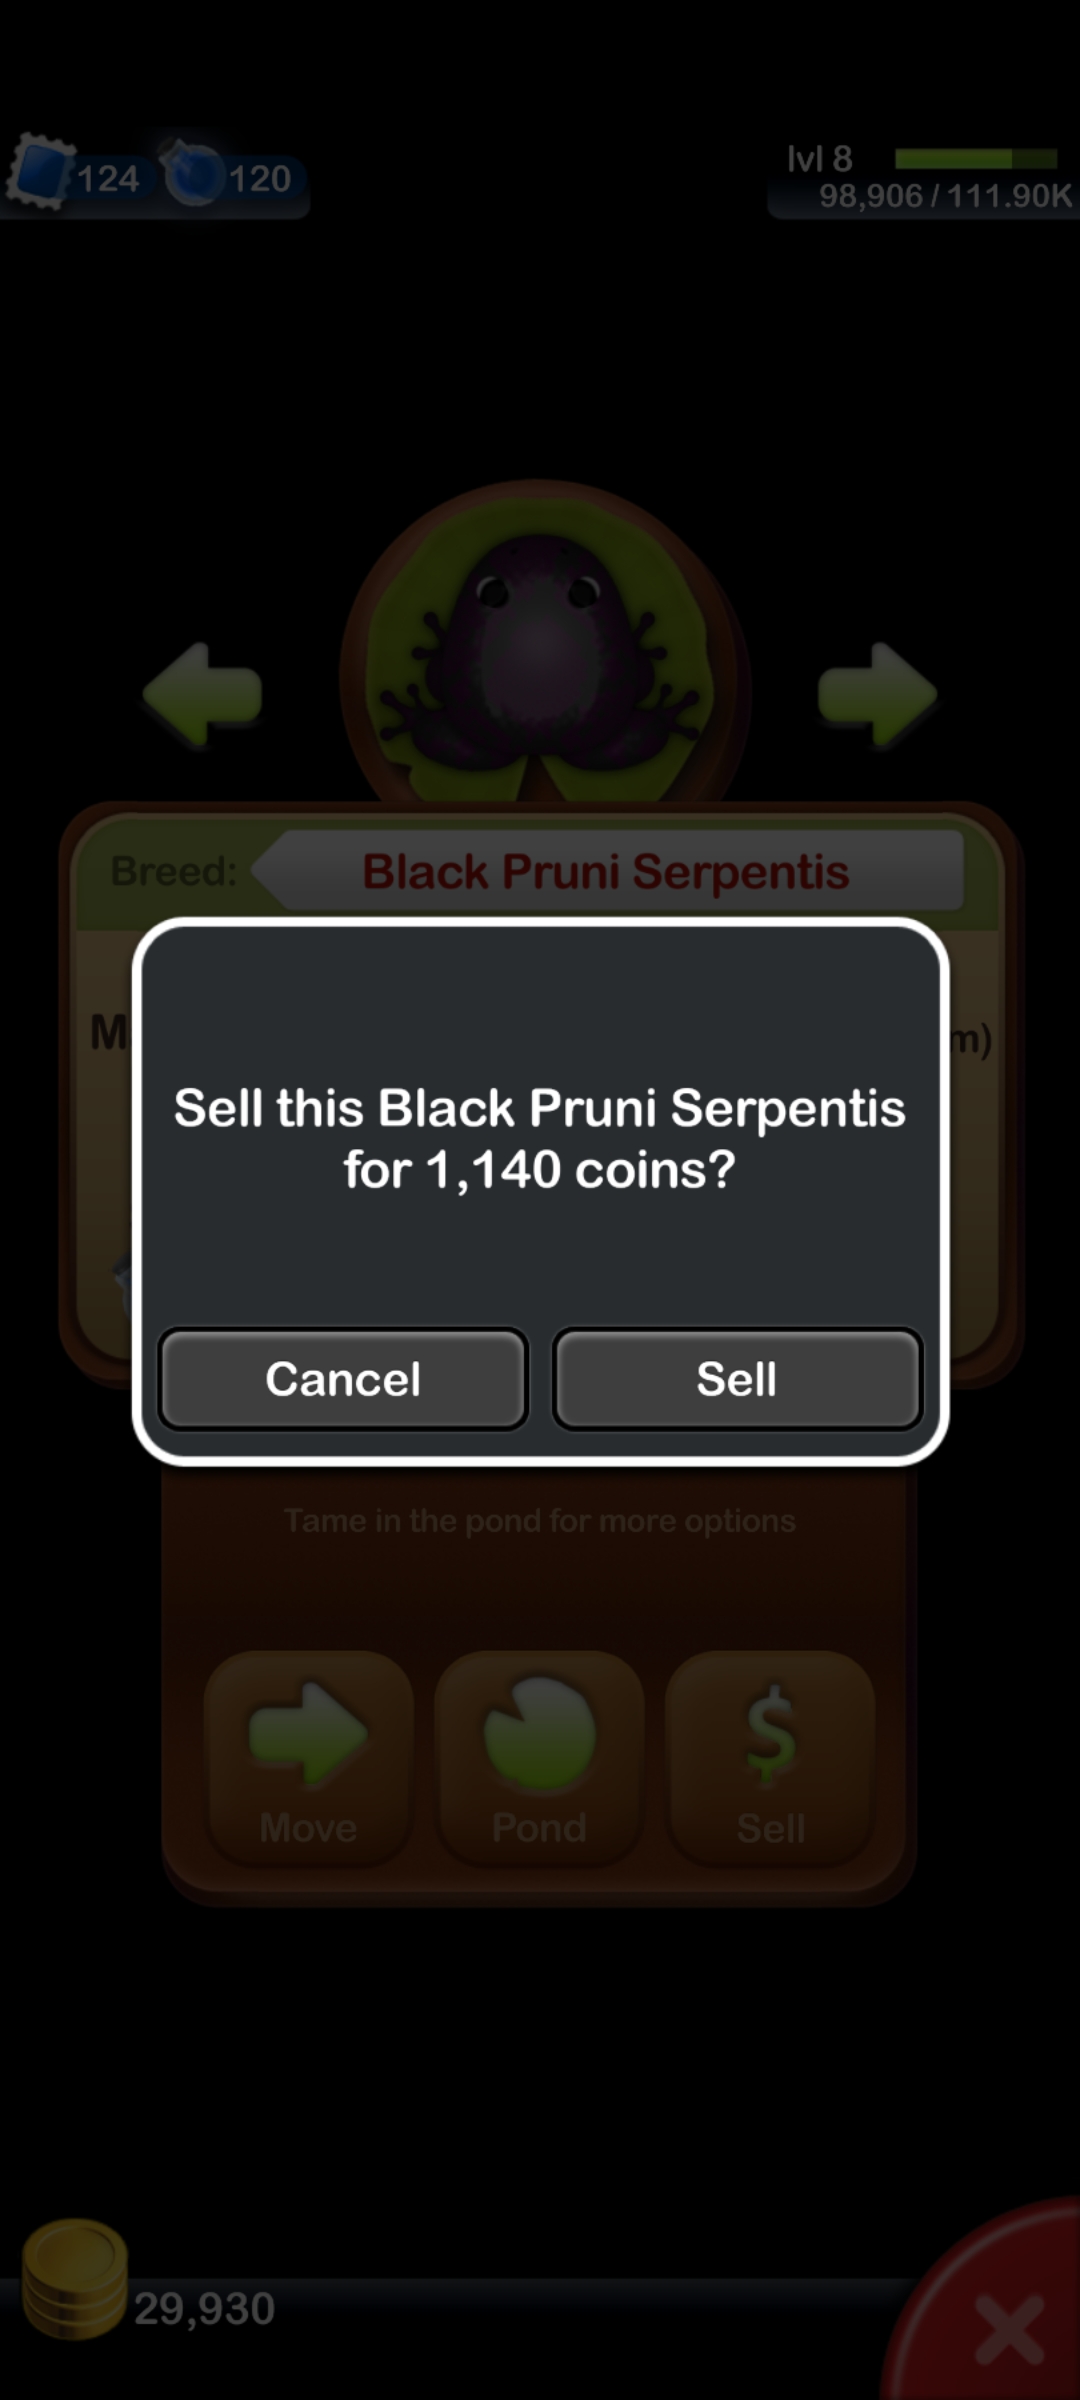 124
120
lvl 8
98,906 / 111.90K
Breed:
Black Pruni Serpentis
Sell this Black Pruni Serpentis
for 1,140 coins?
Cancel
Sell
Tame in the pond for more options
Move
Pond
Sell
29,930